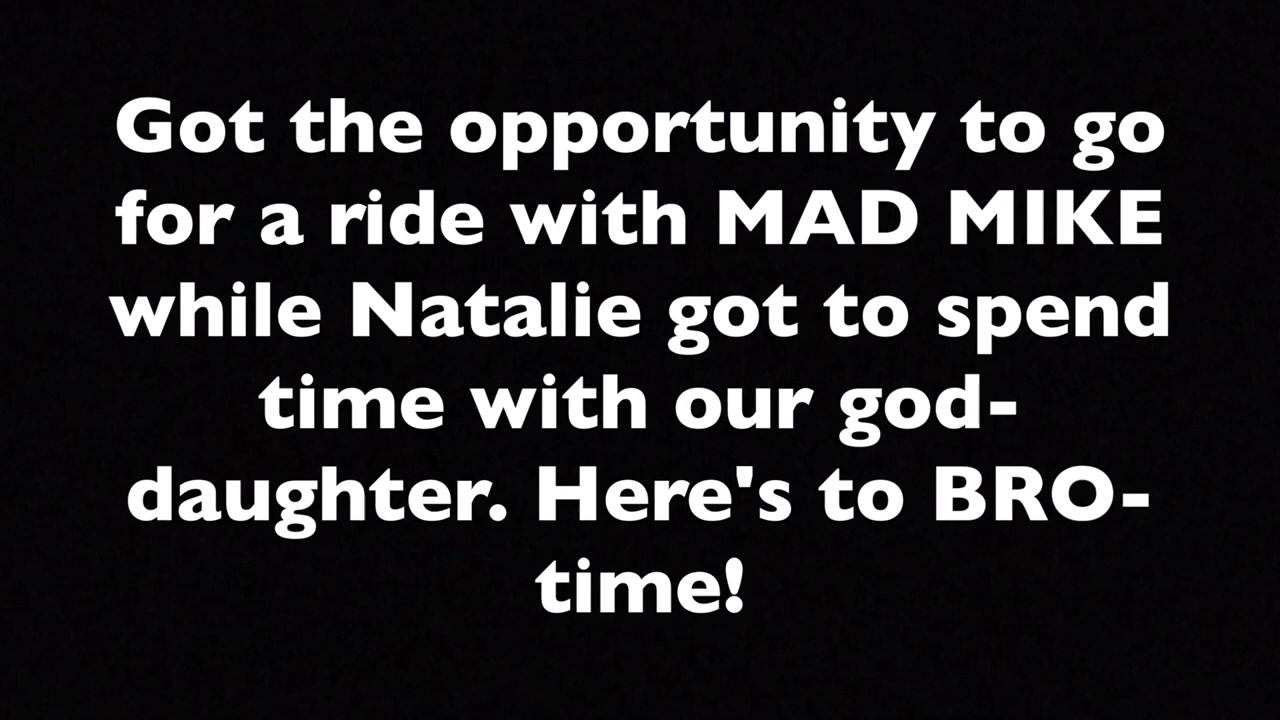 Got the opportunity to go
for a ride with MAD MIKE
while Natalie got to spend
time with our god-
daughter. Here's to BRO-
time!